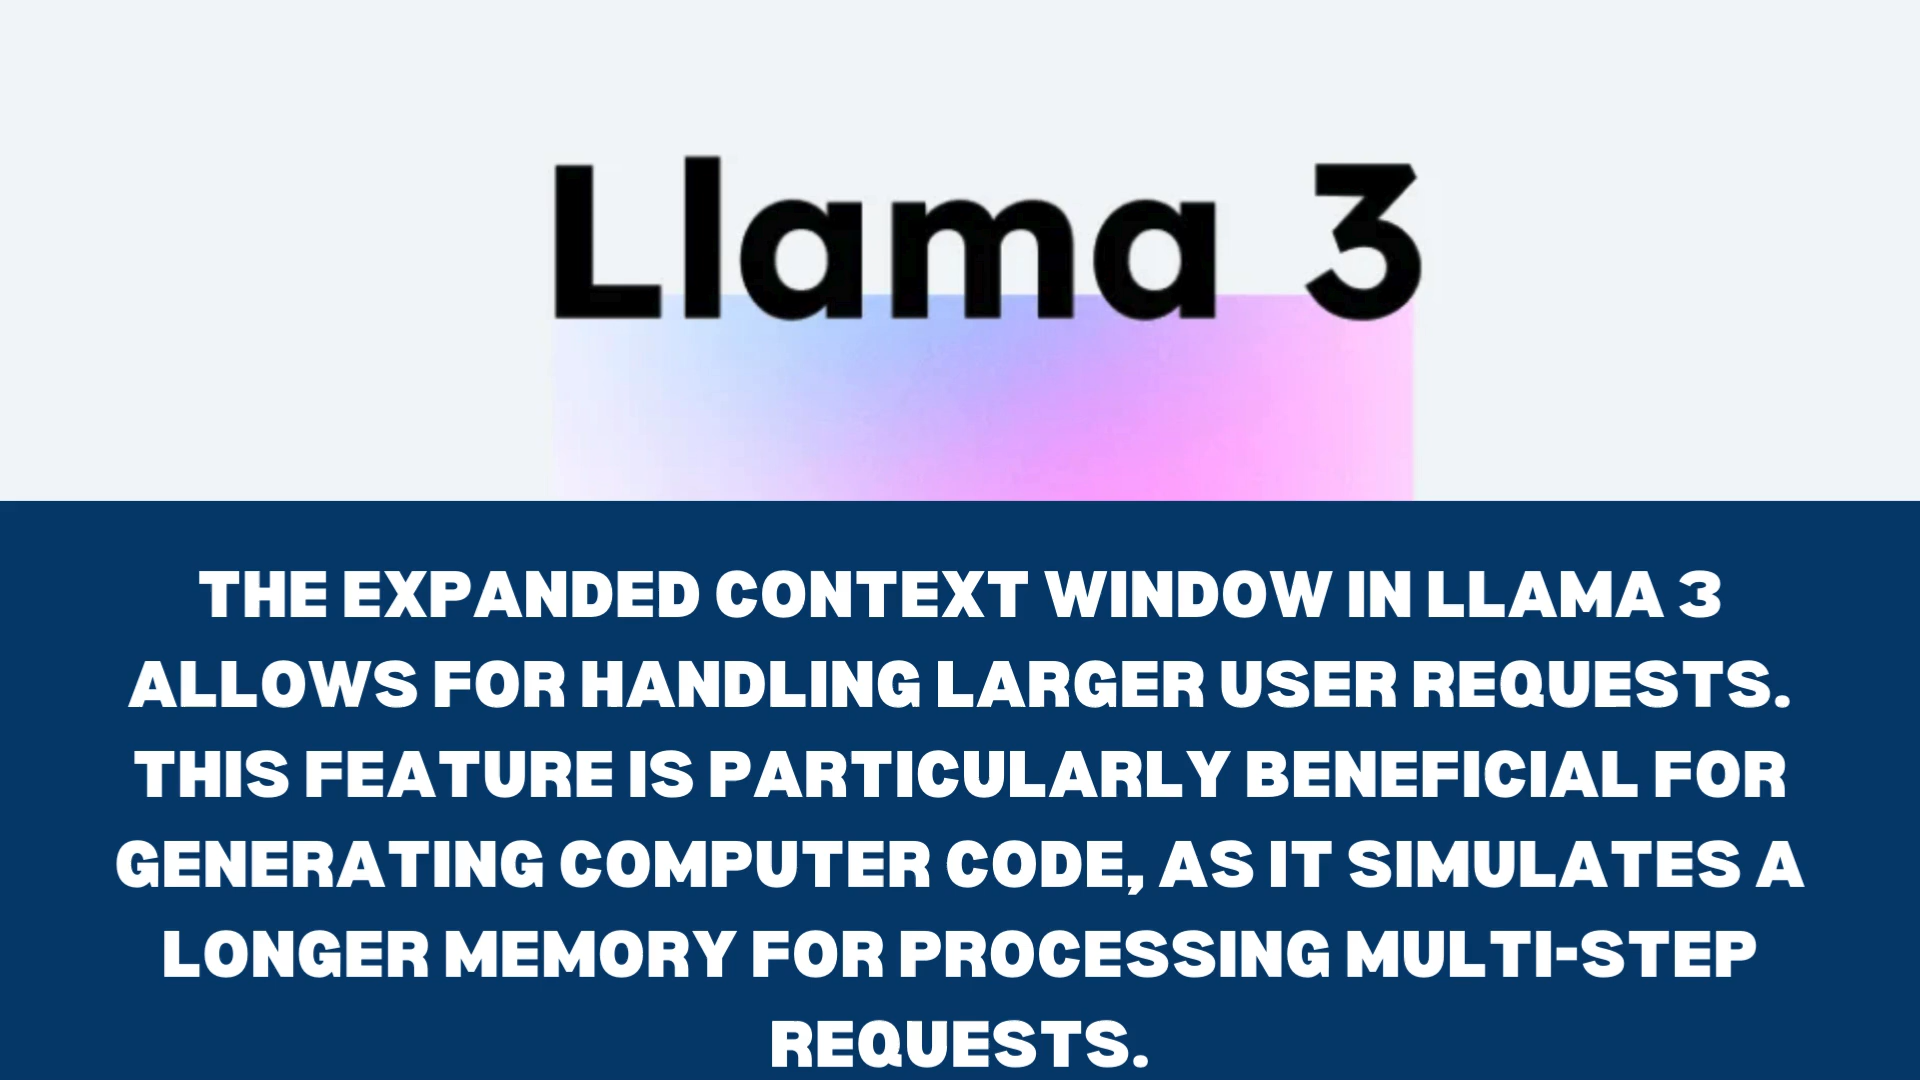 Llama 3
THE EXPANDED CONTEXT WINDOW IN LLAMA 3
ALLOWS FOR HANDLING LARGER USER REQUESTS.
THIS FEATURE IS PARTICULARLY BENEFICIAL FOR
GENERATING COMPUTER CODE, AS IT SIMULATES A
LONGER MEMORY FOR PROCESSING MULTI-STEP
REQUESTS.